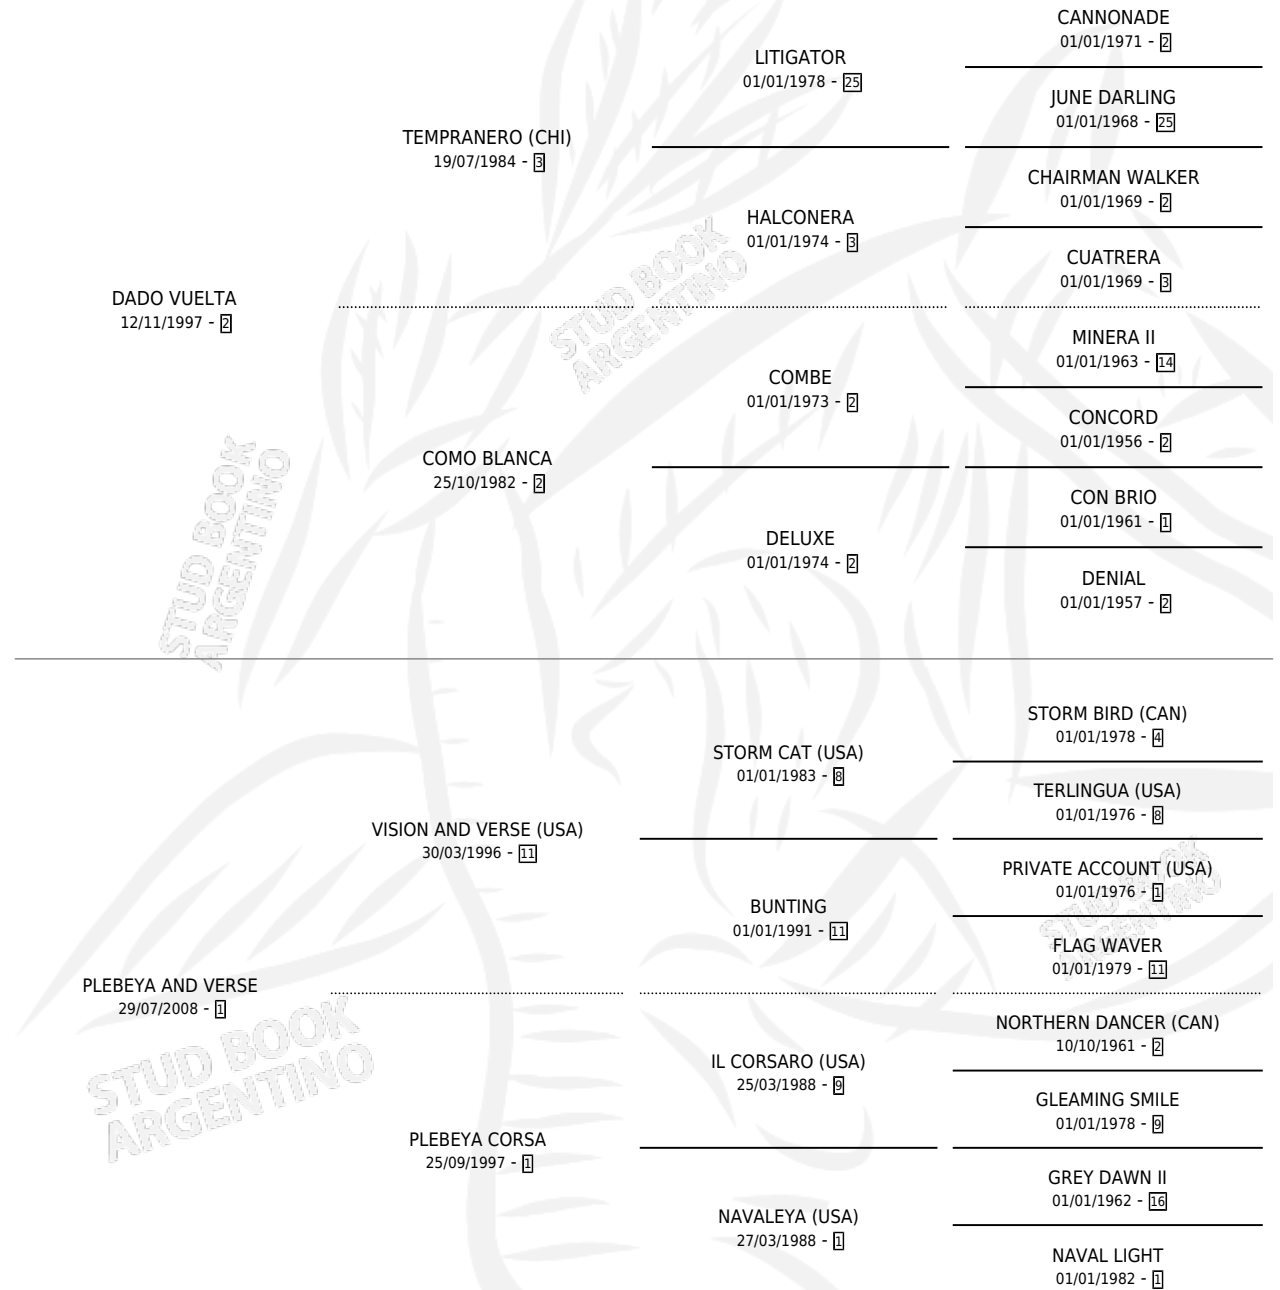 CANNONADE
01/01/1971 - 2
LITIGATOR
01/01/1978 - 25
JUNE DARLING
01/01/1968 - 25
TEMPRANERO (CHI)
19/07/1984 - 3
CHAIRMAN WALKER
01/01/1969 - 2
HALCONERA
01/01/1974 - 3
CUATRERA
01/01/1969 - 3
DADO VUELTA
12/11/1997 - 2
STUD BOOK
ARGENTINO
MINERA II
01/01/1963 - 14
COMBE
01/01/1973 - 2
CONCORD
01/01/1956 - 2
COMO BLANCA
25/10/1982 - 2
CON BRIO
01/01/1961 - 1
DELUXE
01/01/1974 - 2
DENIAL
01/01/1957 - 2
STUD BOOK
ARGENTINO
STORM BIRD (CAN)
01/01/1978 - 4
STORM CAT (USA)
01/01/1983 - 8
TERLINGUA (USA)
01/01/1976 - 8
VISION AND VERSE (USA)
30/03/1996 - 11
PRIVATE ACCOUNT (USA)
01/01/1976 - 1
BUNTING
01/01/1991 - 11
STUD BOOK
ARGENTINO
FLAG WAVER
01/01/1979 - 11
PLEBEYA AND VERSE
29/07/2008 - 1
STUD BOOK
ARGENTINO
NORTHERN DANCER (CAN)
10/10/1961 - 2
IL CORSARO (USA)
25/03/1988 - 9
GLEAMING SMILE
01/01/1978 - 9
PLEBEYA CORSA
25/09/1997 - 1
GREY DAWN II
01/01/1962 - 16
NAVALEYA (USA)
27/03/1988 - 1
NAVAL LIGHT
01/01/1982 - 1